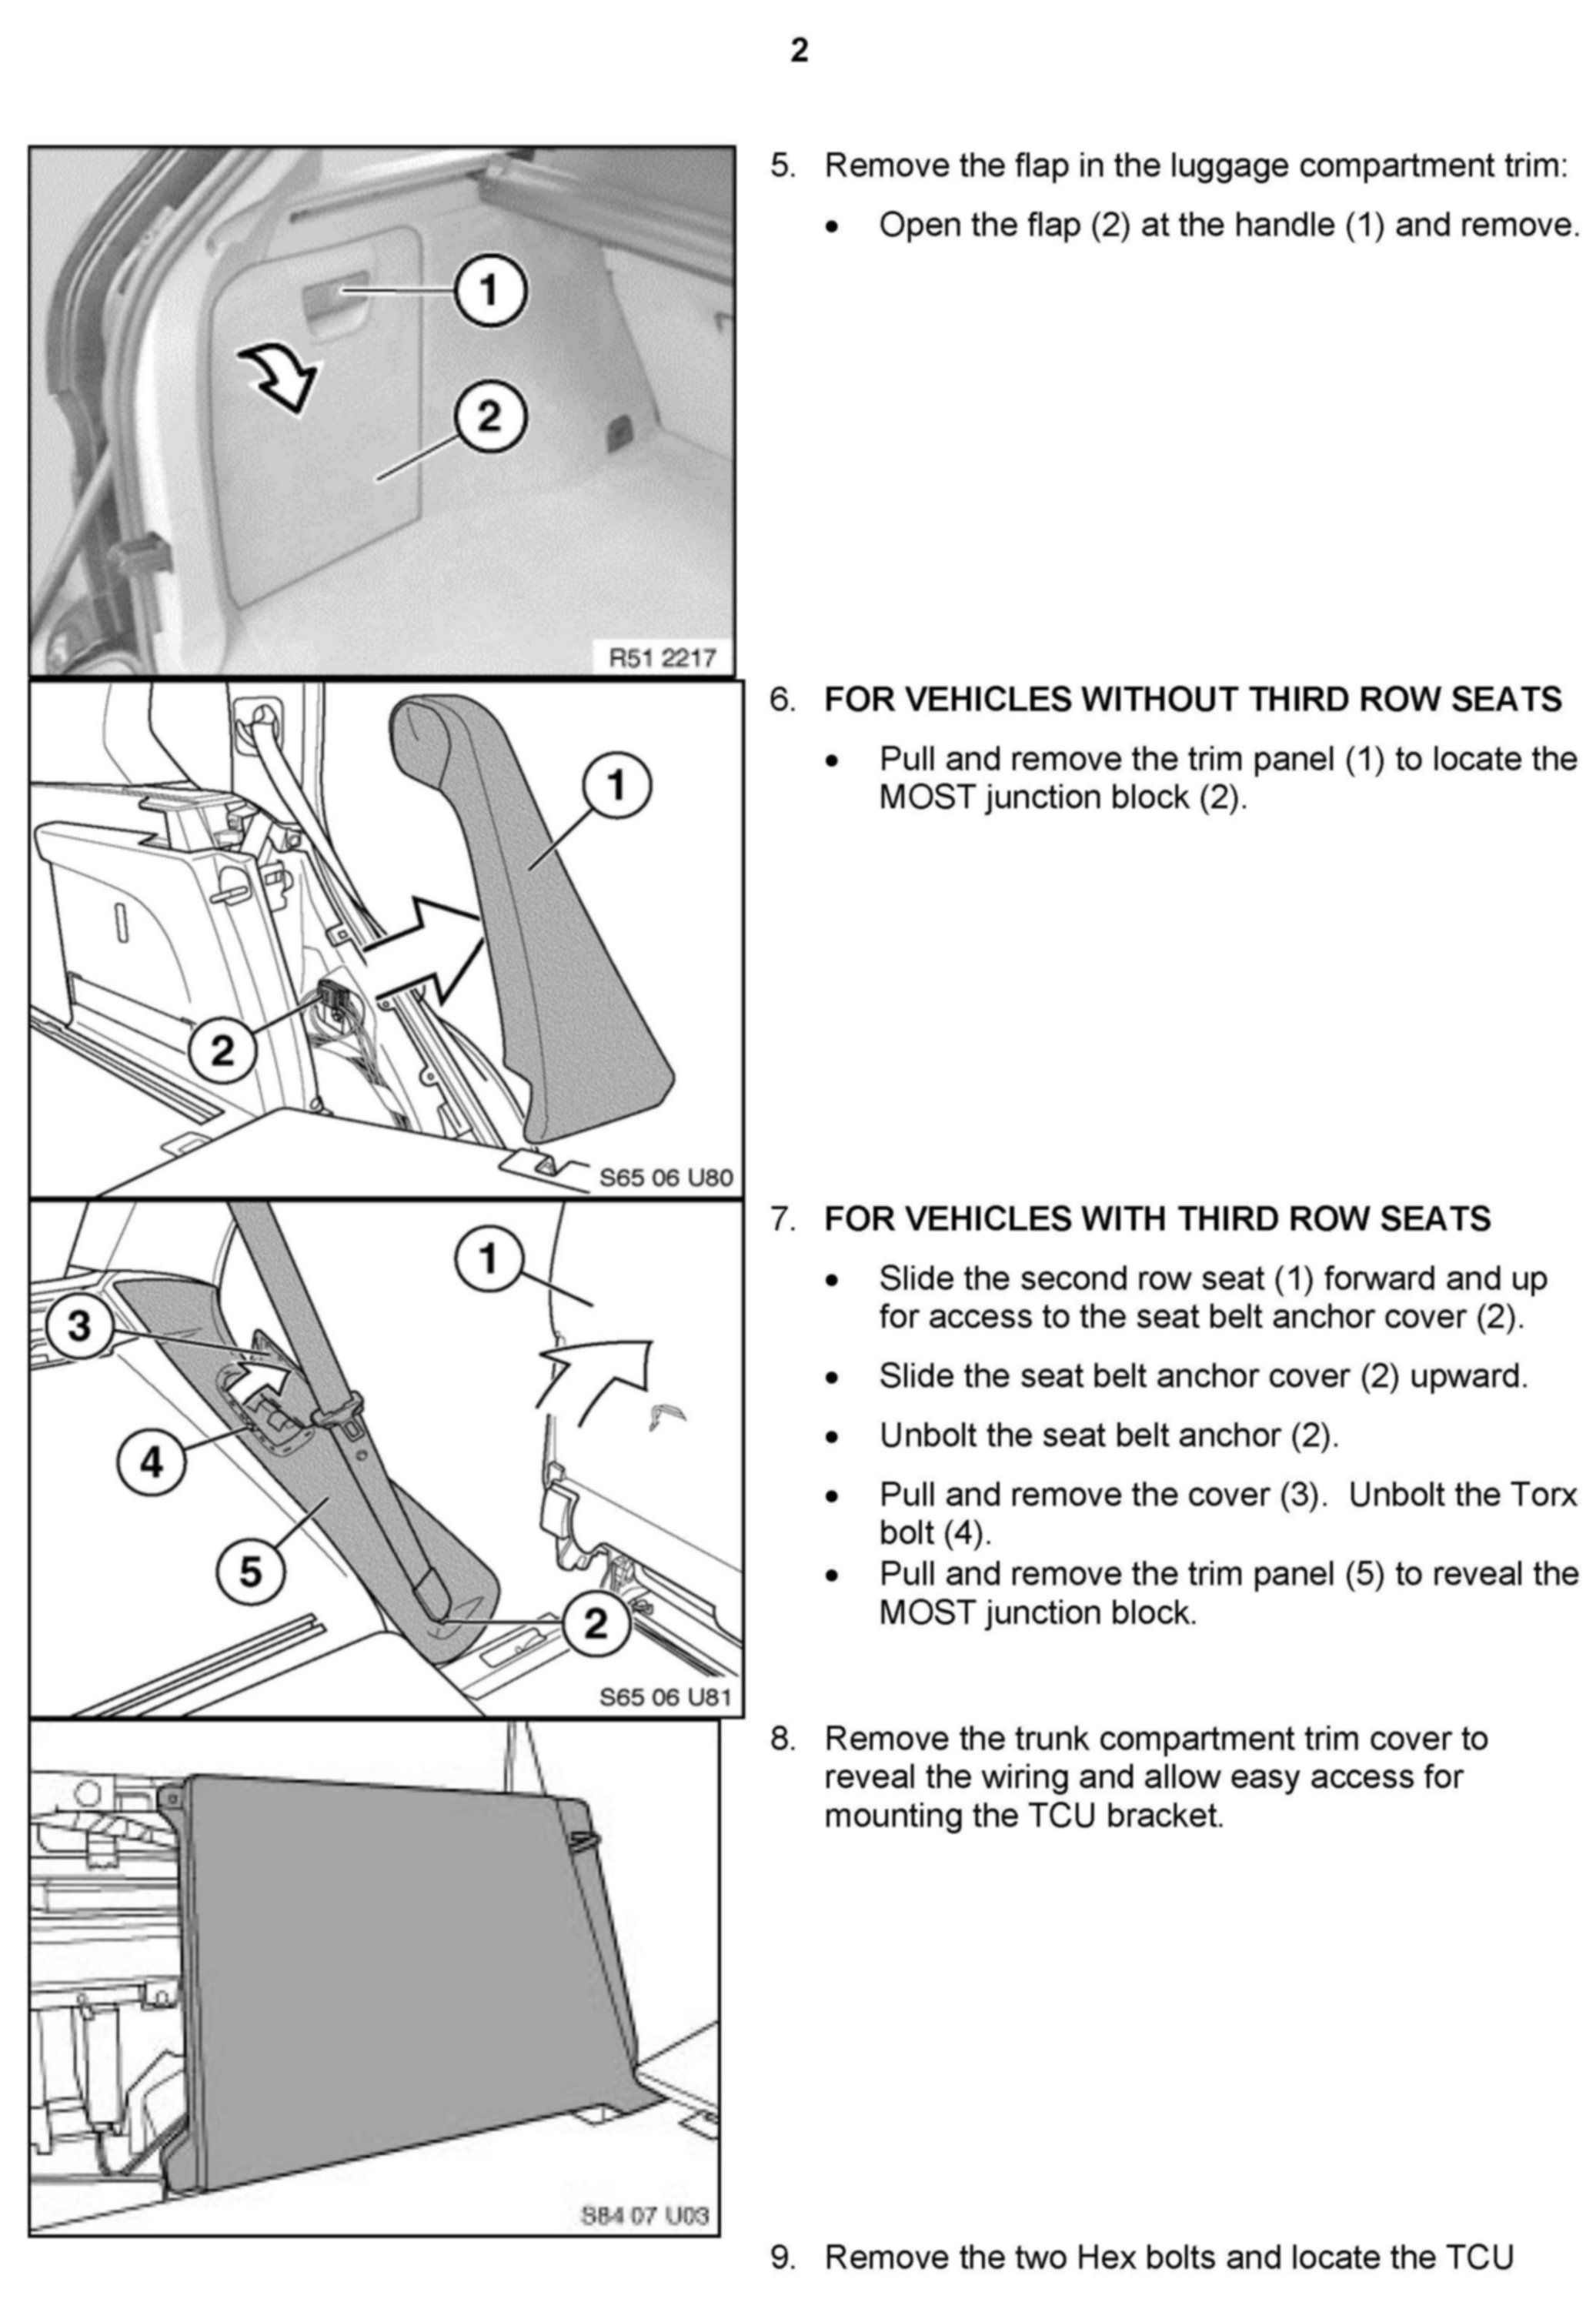 2
5. Remove the flap in the luggage compartment trim:
• Open the flap (2) at the handle (1) and remove.
1
2
R51 2217
6. FOR VEHICLES WITHOUT THIRD ROW SEATS
• Pull and remove the trim panel (1) to locate the
MOST junction block (2).
1
2
S65 06 U80
7. FOR VEHICLES WITH THIRD ROW SEATS
• Slide the second row seat (1) forward and up
for access to the seat belt anchor cover (2).
• Slide the seat belt anchor cover (2) upward.
• Unbolt the seat belt anchor (2).
• Pull and remove the cover (3). Unbolt the Torx
bolt (4).
• Pull and remove the trim panel (5) to reveal the
MOST junction block.
1
3
4
5
2
S65 06 U81
8. Remove the trunk compartment trim cover to
reveal the wiring and allow easy access for
mounting the TCU bracket.
S84 07 U03
9. Remove the two Hex bolts and locate the TCU